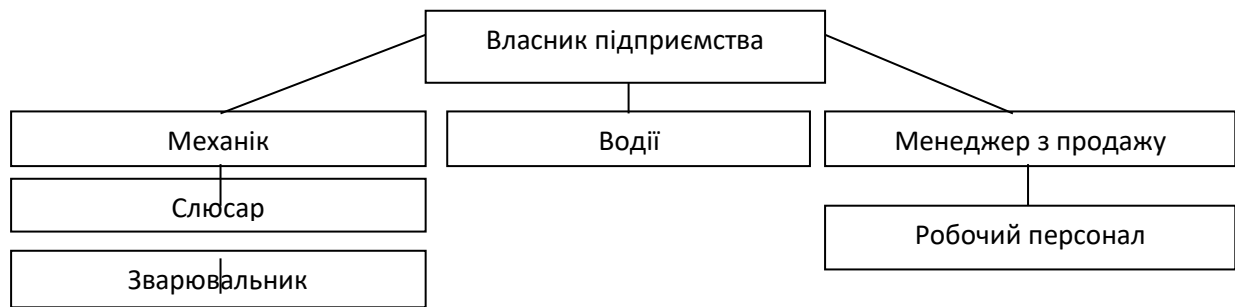 Власник підприємства
Механік
Водії
Менеджер з продажу
Слюсар
Робочий персонал
Зварювальник